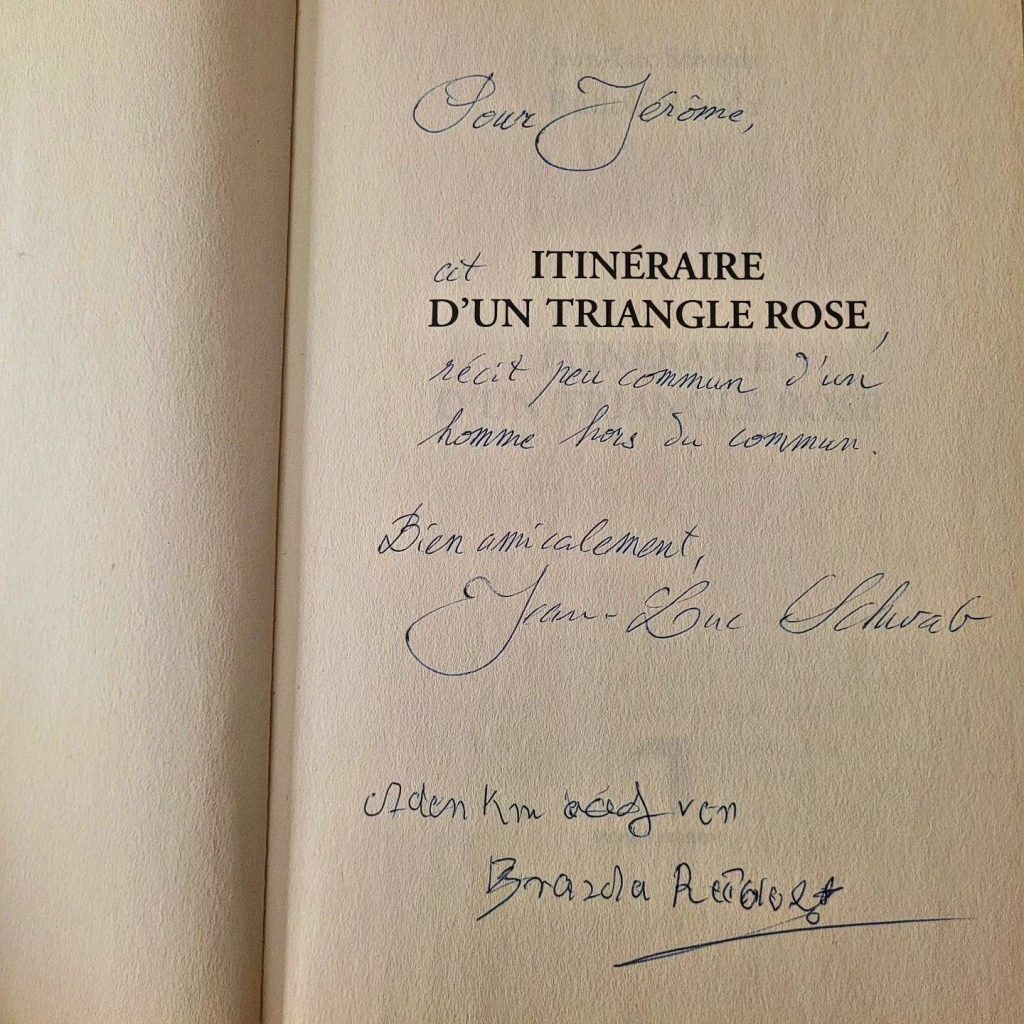 Pour Jérôme,
cet ITINÉRAIRE
D'UN TRIANGLE ROSE,
récit peu commun d'un
homme hors du commun.
Bien amicalement,
Jean-Luc Schwab
von
Brazda